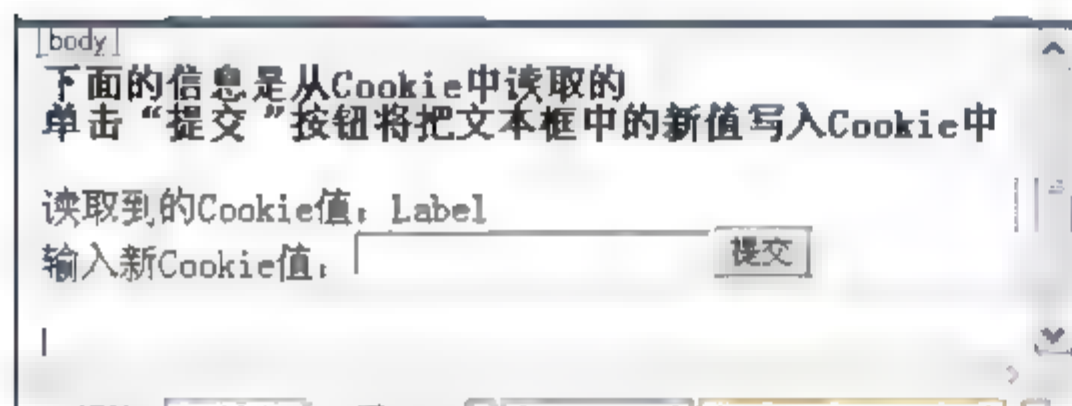 body
下面的信息是从Cookie中读取的
单击“提交”按钮将把文本框中的新值写入Cookie中
读取到的Cookie值：Label
输入新Cookie值：
提交